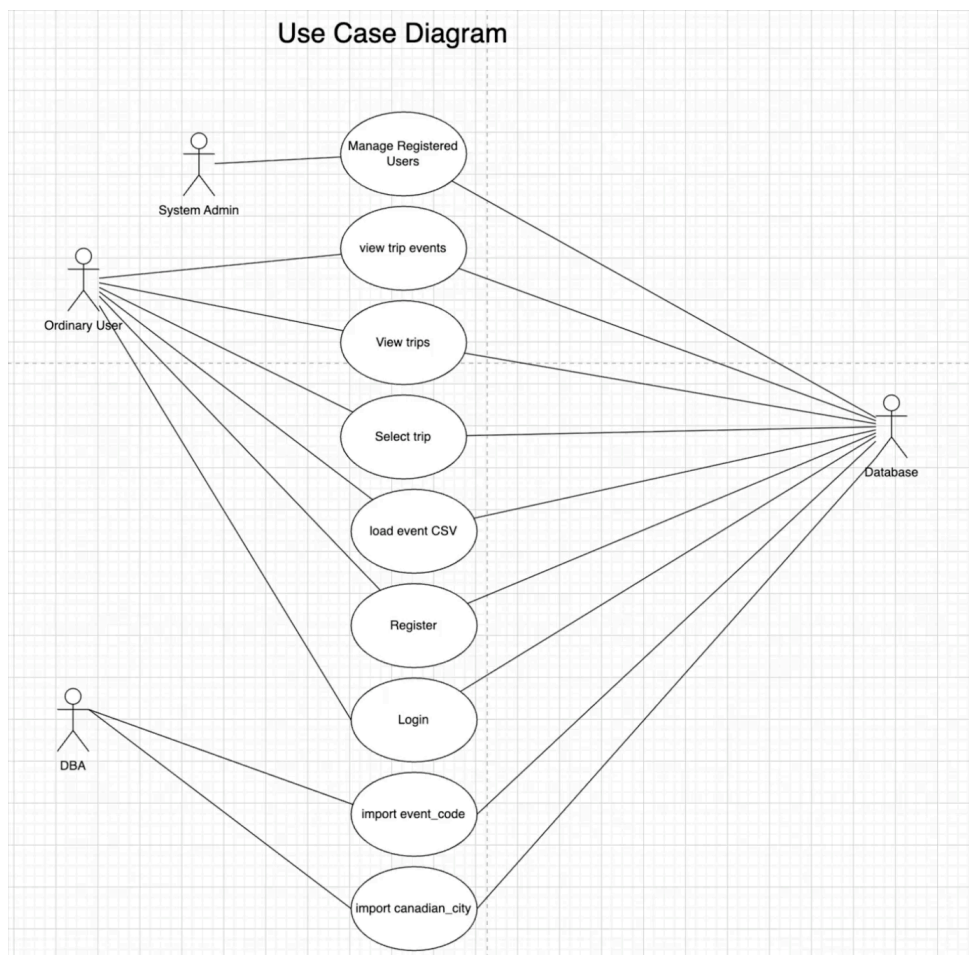 Use Case Diagram
Manage Registered
Users
System Admin
view trip events
Ordinary User
View trips
Select trip
Database
load event CSV
Register
Login
DBA
import event_code
import canadian_city